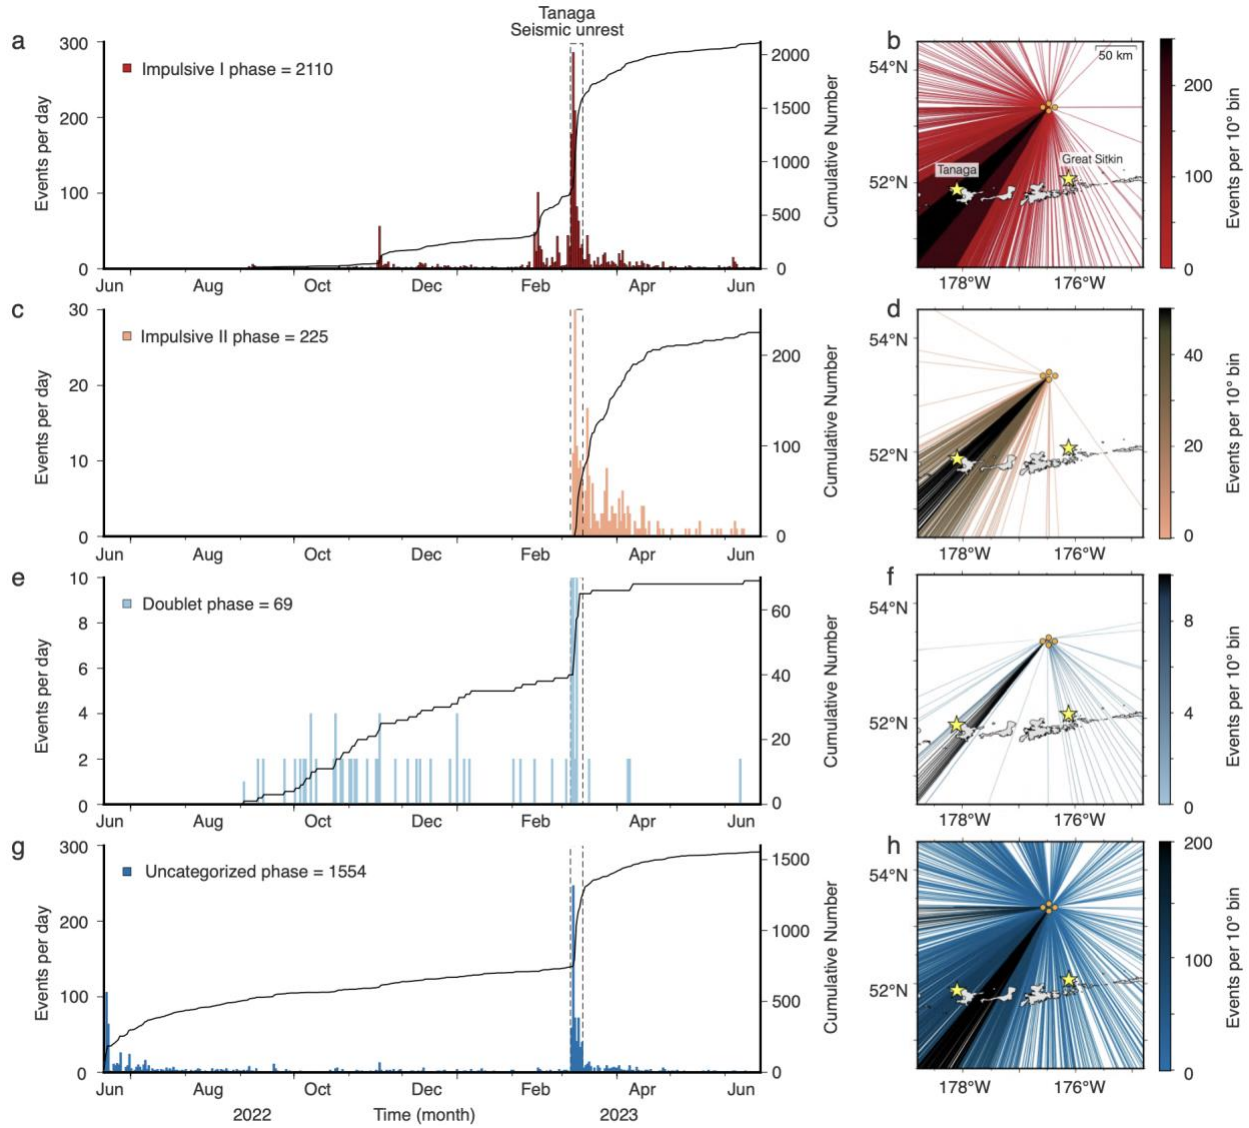 Tanaga
Seismic unrest
a
300
200
100
0
Events per day
Impulsive I phase = 2110
2000
1500
1000
500
0
Cumulative Number
Jun Aug Oct Dec Feb Apr Jun
b
54°N
52°N
50 km
Tanaga
Great Sitkin
178°W 176°W
200
100
0
Events per 10° bin
c
30
20
10
0
Events per day
Impulsive II phase = 225
200
100
0
Cumulative Number
Jun Aug Oct Dec Feb Apr Jun
d
54°N
52°N
178°W 176°W
40
20
0
Events per 10° bin
e
10
8
6
4
2
0
Events per day
Doublet phase = 69
60
40
20
0
Cumulative Number
Jun Aug Oct Dec Feb Apr Jun
f
54°N
52°N
178°W 176°W
8
4
0
Events per 10° bin
g
300
200
100
0
Events per day
Uncategorized phase = 1554
1500
1000
500
0
Cumulative Number
Jun Aug Oct Dec Feb Apr Jun
2022 Time (month) 2023
h
54°N
52°N
178°W 176°W
200
100
0
Events per 10° bin